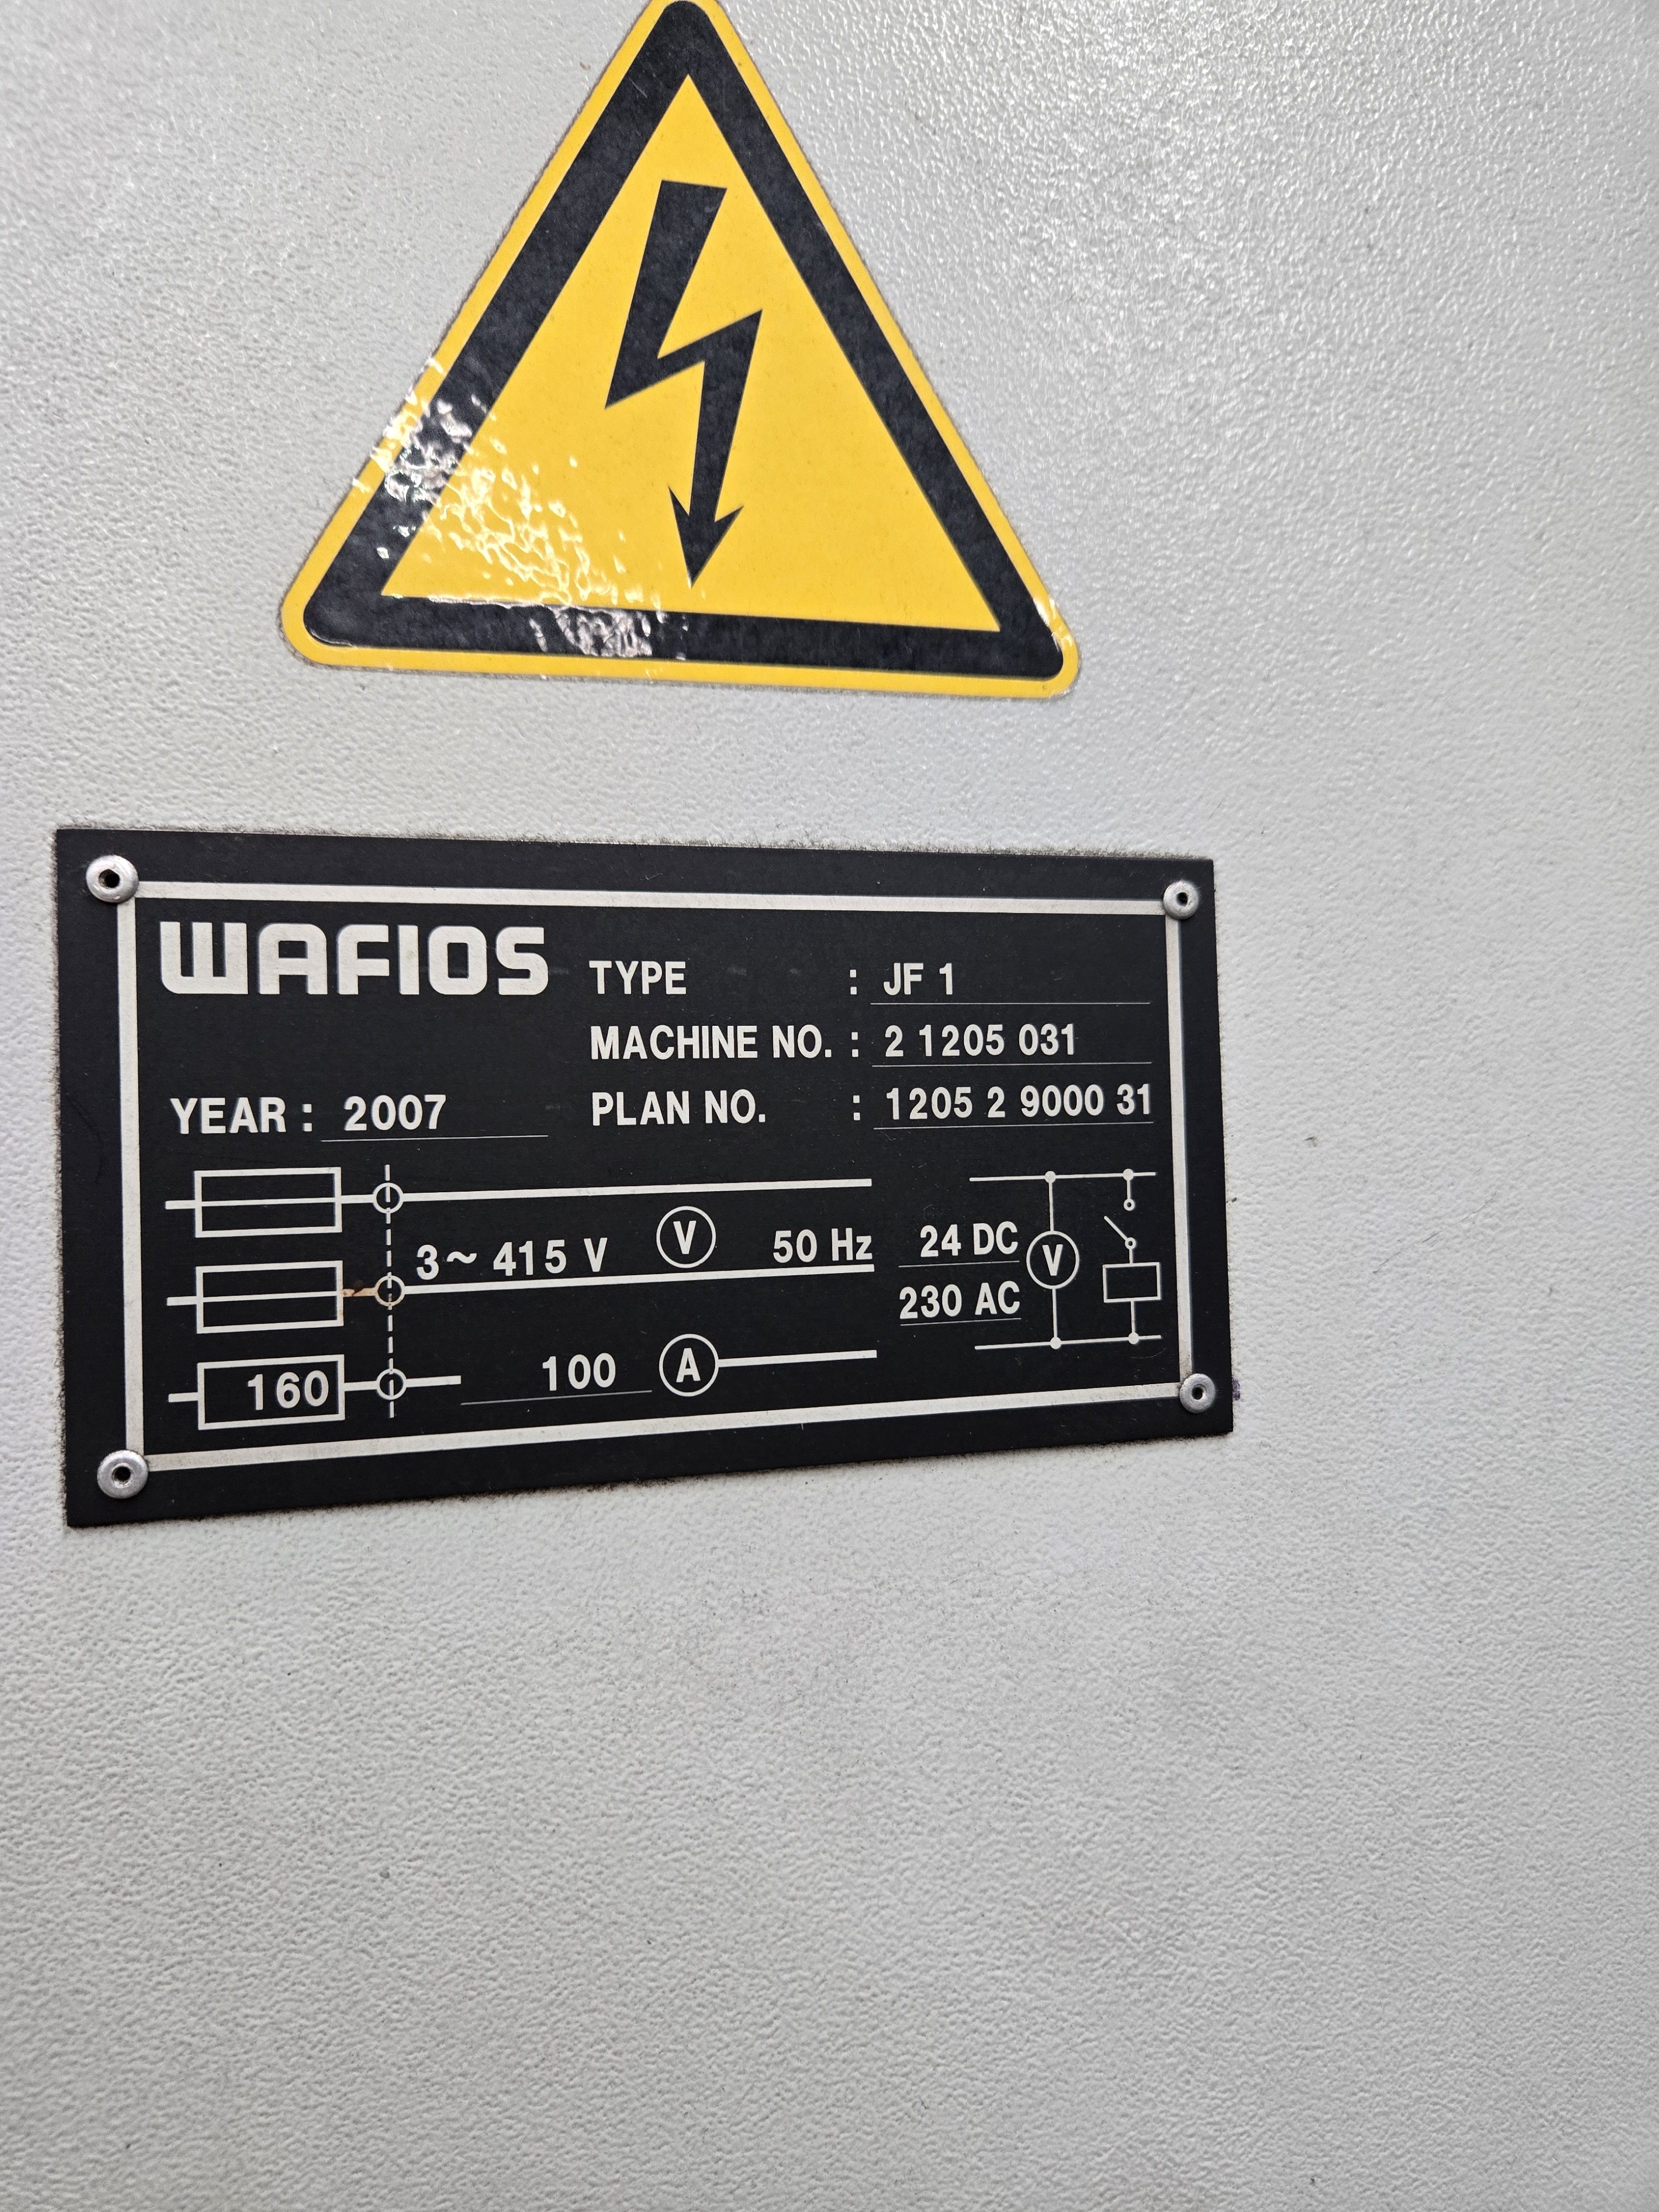 WAFIOS
TYPE : JF 1
MACHINE NO. : 2 1205 031
YEAR : 2007
PLAN NO. : 1205 2 9000 31
3~ 415 V
V
50 Hz
24 DC
V
230 AC
160
100
A